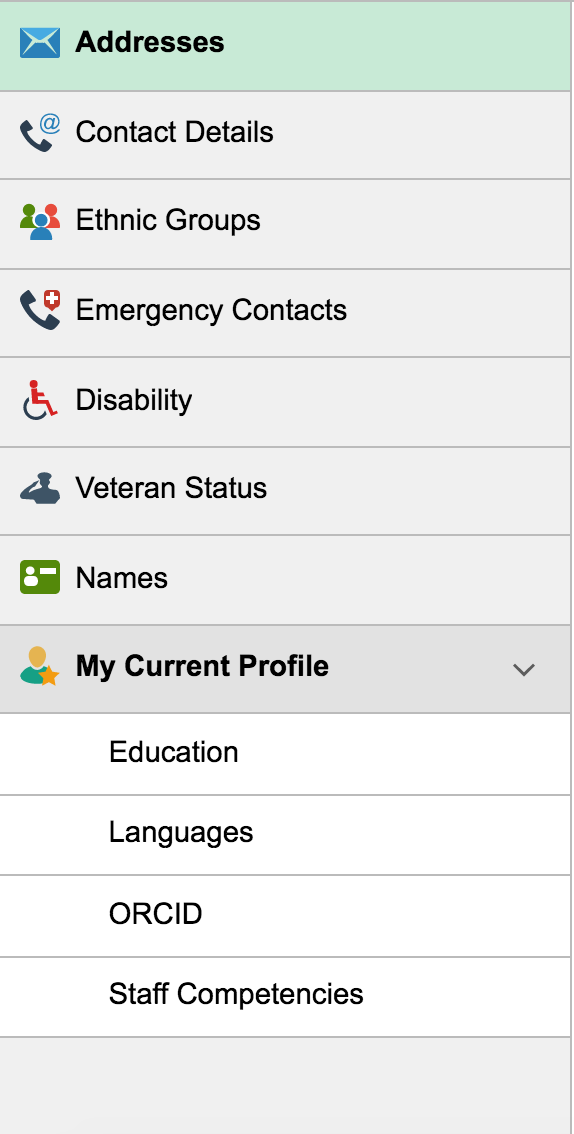 Addresses
Contact Details
Ethnic Groups
Emergency Contacts
Disability
Veteran Status
Names
My Current Profile
Education
Languages
ORCID
Staff Competencies